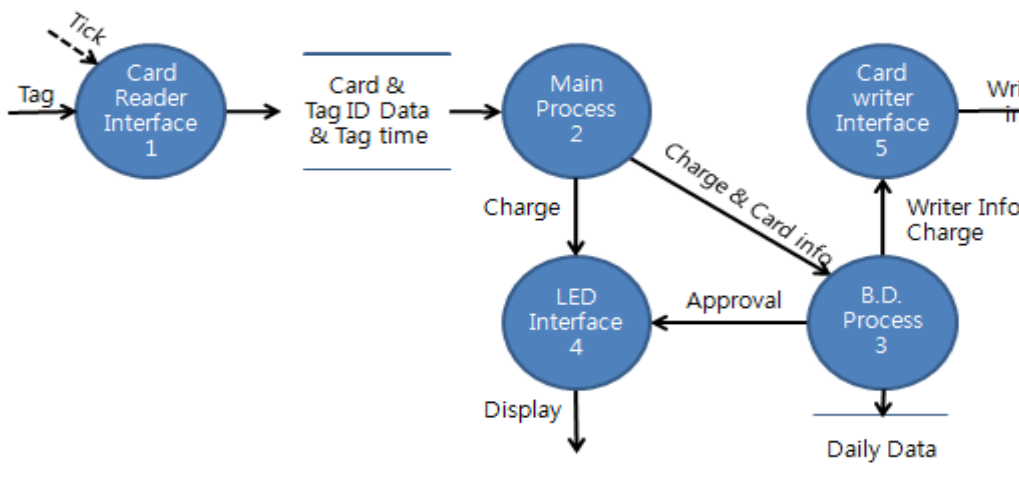 Tick
Tag
Card
Reader
Interface
1
Card &
Tag ID Data
& Tag time
Main
Process
2
Card
writer
Interface
5
Charge
Charge & Card info
Writer Info
Charge
LED
Interface
4
Approval
B.D.
Process
3
Display
Daily Data